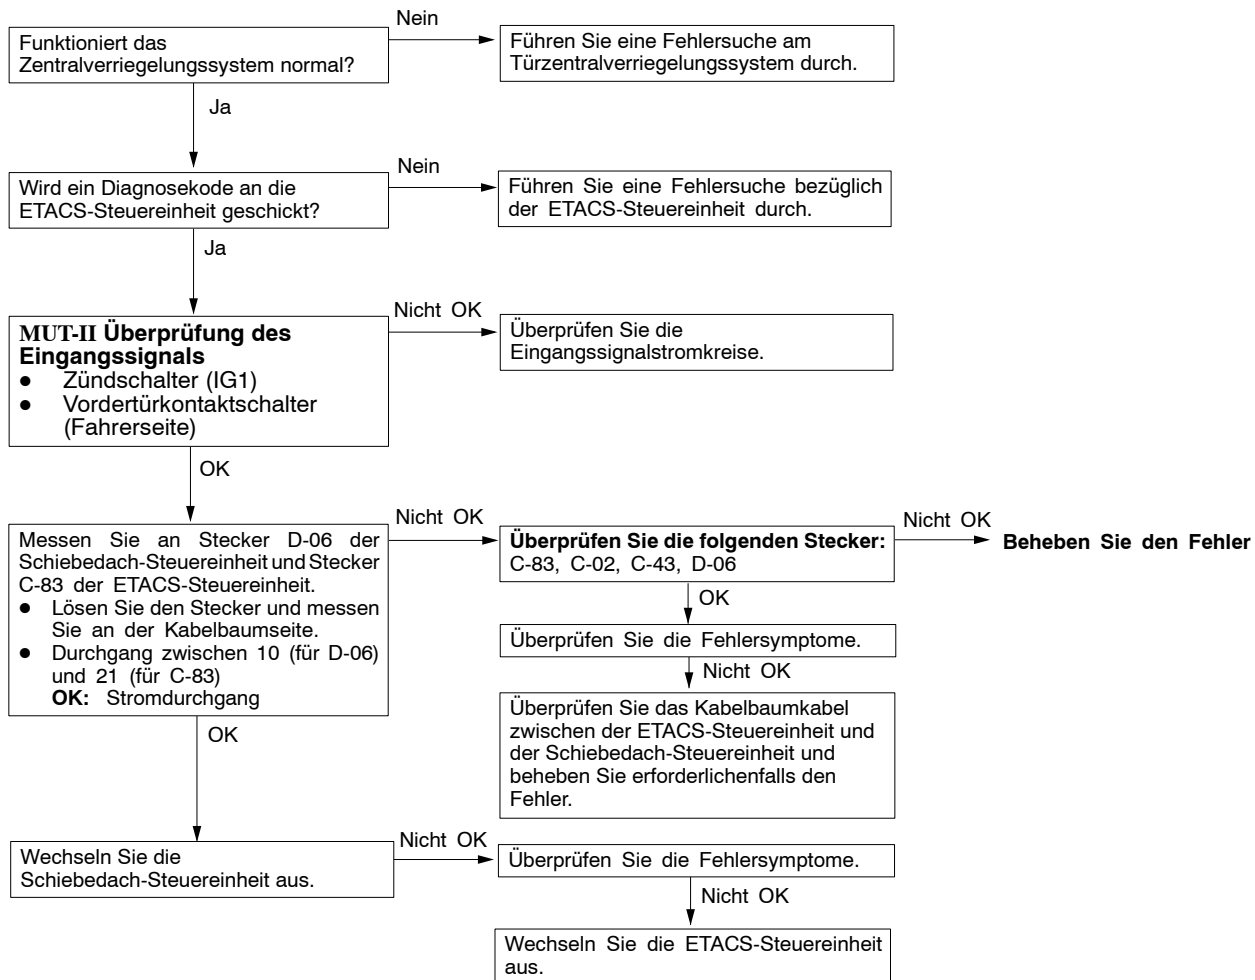 Nein
Funktioniert das
Zentralverriegelungssystem normal?
Führen Sie eine Fehlersuche am
Türzentralverriegelungssystem durch.
Ja
Nein
Wird ein Diagnosekode an die
ETACS-Steuereinheit geschickt?
Führen Sie eine Fehlersuche bezüglich
der ETACS-Steuereinheit durch.
Ja
Nicht OK
MUT-II Überprüfung des
Eingangssignals
● Zündschalter (IG1)
● Vordertürkontaktschalter
(Fahrerseite)
Überprüfen Sie die
Eingangssignalstromkreise.
OK
Nicht OK
Messen Sie an Stecker D-06 der
Schiebedach-Steuereinheit und Stecker
C-83 der ETACS-Steuereinheit.
● Lösen Sie den Stecker und messen
Sie an der Kabelbaumseite.
● Durchgang zwischen 10 (für D-06)
und 21 (für C-83)
OK: Stromdurchgang
Überprüfen Sie die folgenden Stecker:
C-83, C-02, C-43, D-06
Nicht OK
Beheben Sie den Fehler
OK
Überprüfen Sie die Fehlersymptome.
Nicht OK
Überprüfen Sie das Kabelbaumkabel
zwischen der ETACS-Steuereinheit und
der Schiebedach-Steuereinheit und
beheben Sie erforderlichenfalls den
Fehler.
OK
Wechseln Sie die
Schiebedach-Steuereinheit aus.
Nicht OK
Überprüfen Sie die Fehlersymptome.
Nicht OK
Wechseln Sie die ETACS-Steuereinheit
aus.